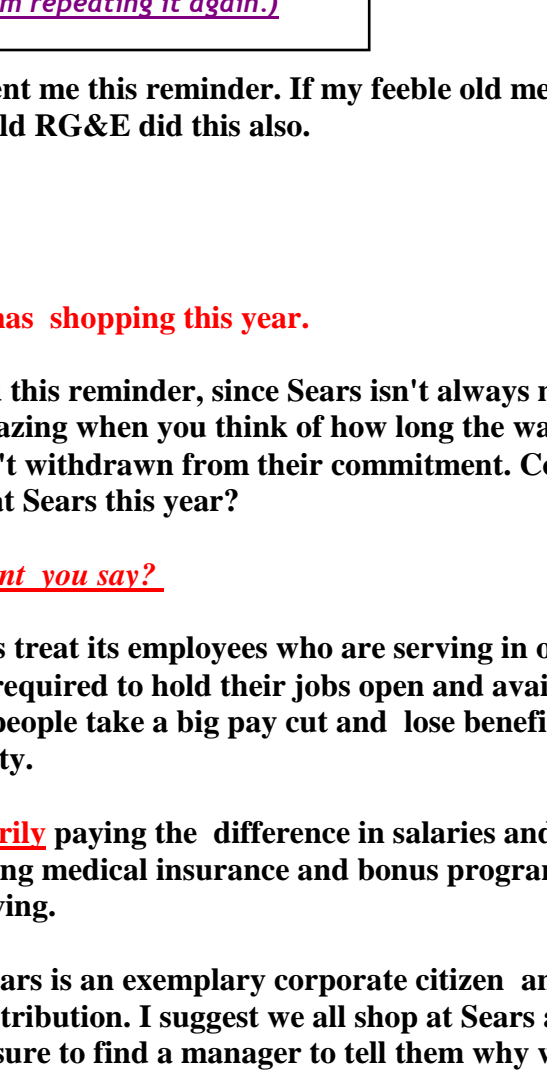 m repeating it again.)
ent me this reminder. If my feeble old me
ld RG&E did this also.
nas shopping this year.
this reminder, since Sears isn't always
azing when you think of how long the wa
't withdrawn from their commitment. Co
at Sears this year?
nt you say?
s treat its employees who are serving in o
required to hold their jobs open and avai
people take a big pay cut and lose benefi
ty.
rily paying the difference in salaries and
ng medical insurance and bonus program
ving.
ars is an exemplary corporate citizen an
tribution. I suggest we all shop at Sears a
sure to find a manager to tell them why w